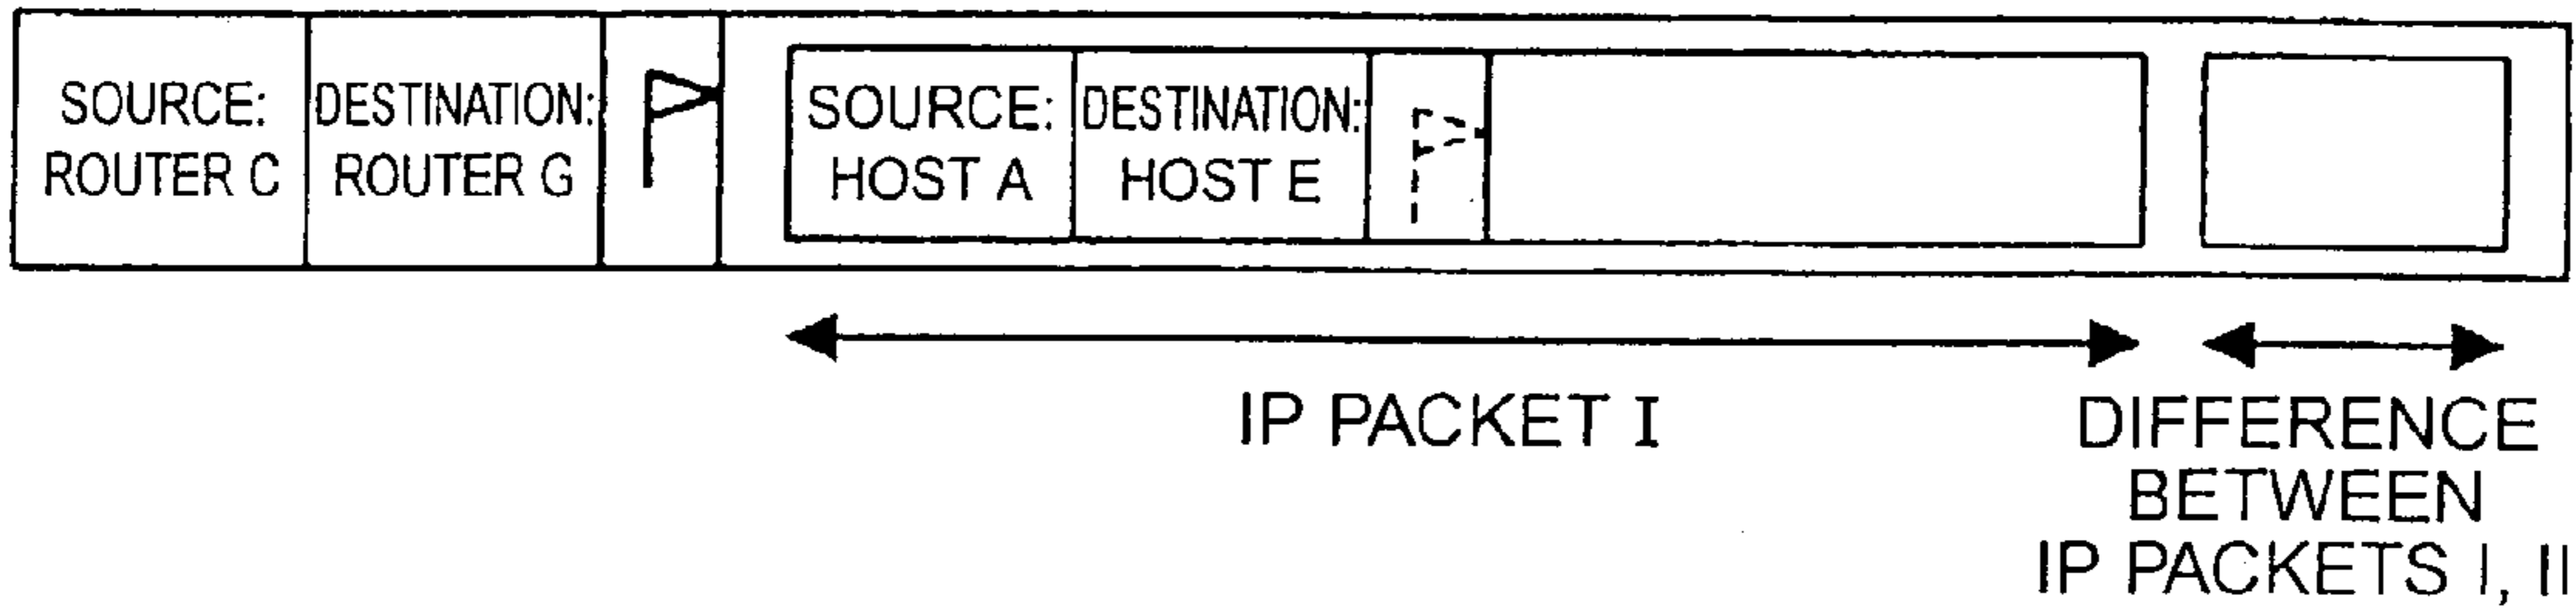 SOURCE:
ROUTER C
DESTINATION:
ROUTER G
SOURCE:
HOST A
DESTINATION:
HOST E
IP PACKET I
DIFFERENCE
BETWEEN
IP PACKETS I, II